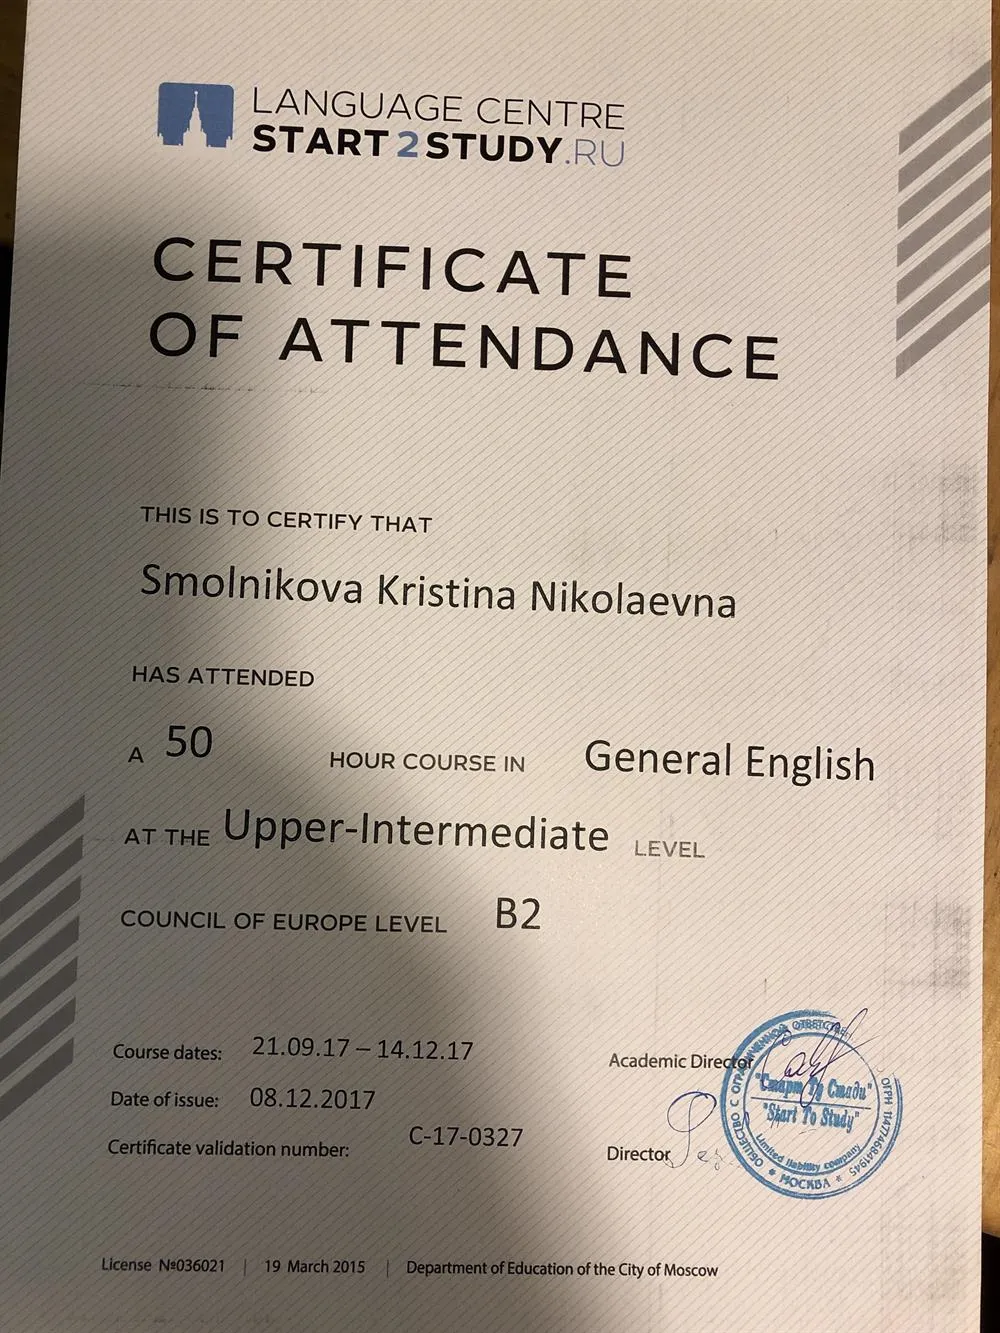 LANGUAGE CENTRE
START2STUDY.RU
CERTIFICATE
OF ATTENDANCE
THIS IS TO CERTIFY THAT
Smolnikova Kristina Nikolaevna
HAS ATTENDED
A 50 HOUR COURSE IN General English
AT THE Upper-Intermediate LEVEL
COUNCIL OF EUROPE LEVEL B2
Course dates: 21.09.17 – 14.12.17
Date of issue: 08.12.2017
Certificate validation number: C-17-0327
Academic Director
Director
ОБЩЕСТВО С
"Старт Ту Стади"
"Start To Study"
Limited liability company
* МОСКВА *
ОГРН
License №036021 | 19 March 2015 | Department of Education of the City of Moscow